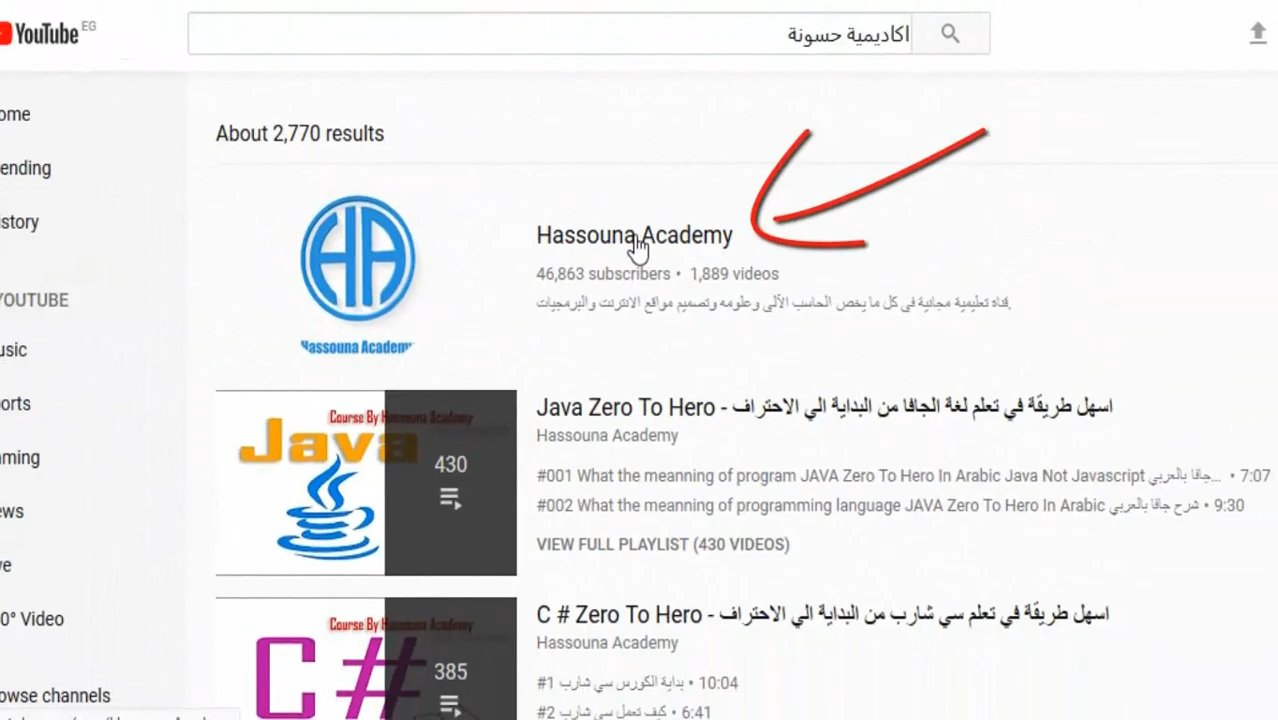 YouTube EG
اكاديمية حسونة
ome
ending
istory
YOUTUBE
usic
orts
ming
ews
ve
0° Video
owse channels
About 2,770 results
HA
Hassouna Academy
Hassouna Academy
46,863 subscribers • 1,889 videos
قناه تعليمية مجانية فى كل ما يخص الحاسب الآلى وعلومه وتصميم مواقع الانترنت والبرمجيات.
Course By Hassouna Academy
Java
430
Java Zero To Hero - اسهل طريقة في تعلم لغة الجافا من البداية الي الاحتراف
Hassouna Academy
#001 What the meanning of program JAVA Zero To Hero In Arabic Java Not Javascript جافا بالعربي... • 7:07
#002 What the meanning of programming language JAVA Zero To Hero In Arabic شرح جافا بالعربي • 9:30
VIEW FULL PLAYLIST (430 VIDEOS)
Course By Hassouna Academy
C#
385
C # Zero To Hero - اسهل طريقة في تعلم سي شارب من البداية الي الاحتراف
Hassouna Academy
#1 بداية الكورس سي شارب • 10:04
#2 كيف تعمل سي شارب • 6:41